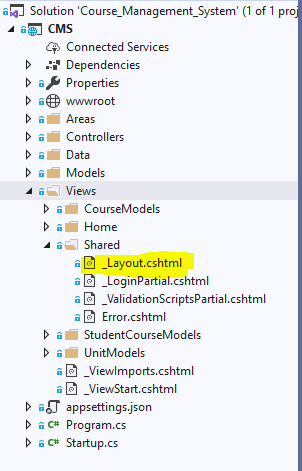 Solution 'Course_Management_System' (1 of 1 proj
CMS
Connected Services
Dependencies
Properties
wwwroot
Areas
Controllers
Data
Models
Views
CourseModels
Home
Shared
_Layout.cshtml
_LoginPartial.cshtml
_ValidationScriptsPartial.cshtml
Error.cshtml
StudentCourseModels
UnitModels
_ViewImports.cshtml
_ViewStart.cshtml
appsettings.json
C# Program.cs
C# Startup.cs